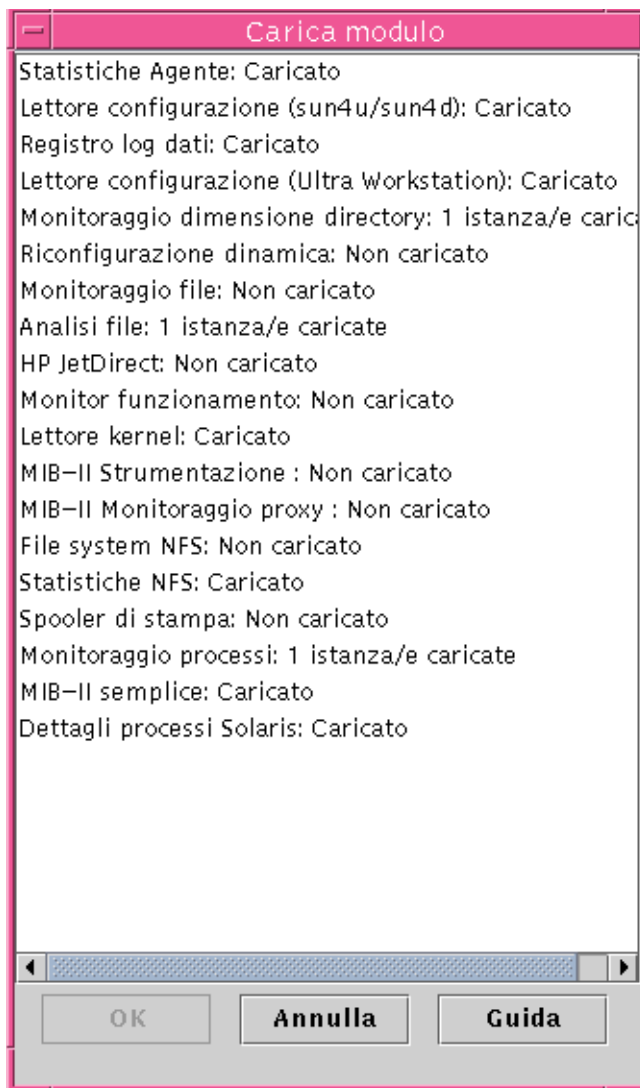 Carica modulo
Statistiche Agente: Caricato
Lettore configurazione (sun4u/sun4d): Caricato
Registro log dati: Caricato
Lettore configurazione (Ultra Workstation): Caricato
Monitoraggio dimensione directory: 1 istanza/e carica
Riconfigurazione dinamica: Non caricato
Monitoraggio file: Non caricato
Analisi file: 1 istanza/e caricate
HP JetDirect: Non caricato
Monitor funzionamento: Non caricato
Lettore kernel: Caricato
MIB-II Strumentazione : Non caricato
MIB-II Monitoraggio proxy : Non caricato
File system NFS: Non caricato
Statistiche NFS: Caricato
Spooler di stampa: Non caricato
Monitoraggio processi: 1 istanza/e caricate
MIB-II semplice: Caricato
Dettagli processi Solaris: Caricato
OK Annulla Guida